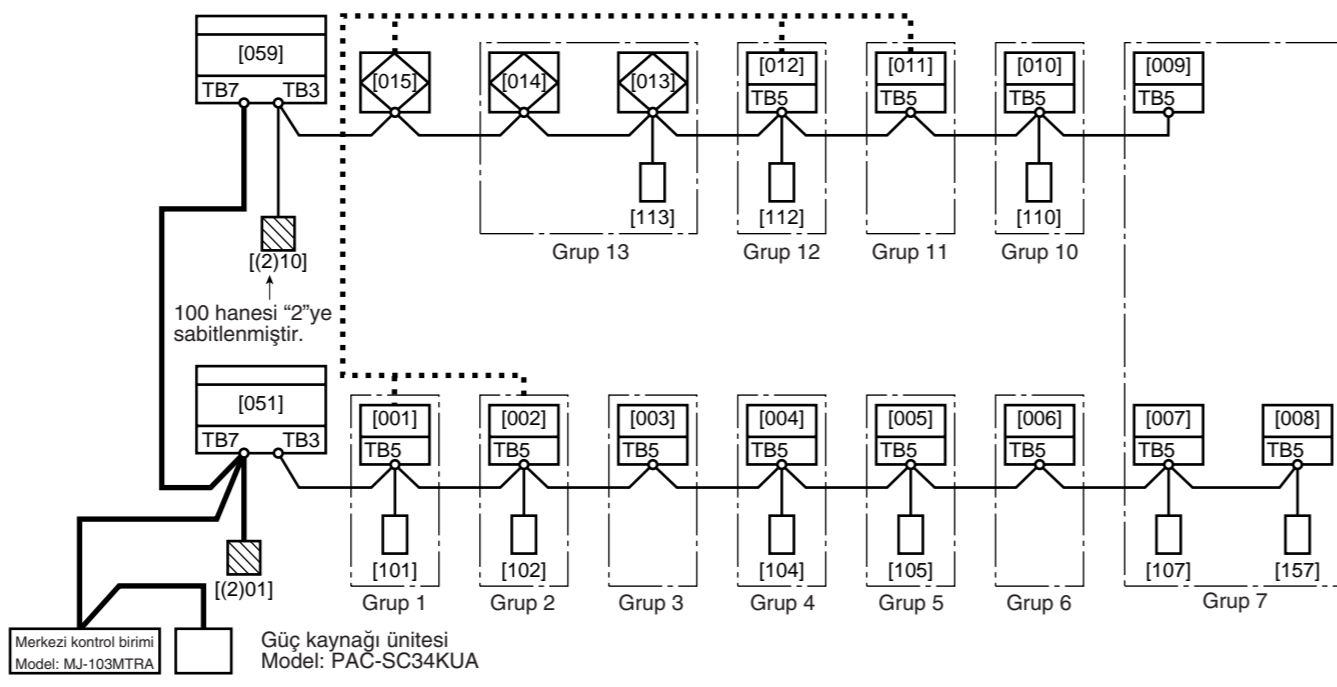 [059]
TB7 TB3
[015]
[014]
[013]
[012]
TB5
[011]
TB5
[010]
TB5
[009]
TB5
[113]
[112]
[110]
Grup 13
Grup 12
Grup 11
Grup 10
[(2)10]
100 hanesi “2”ye
sabitlenmiştir.
[051]
TB7 TB3
[001]
TB5
[002]
TB5
[003]
TB5
[004]
TB5
[005]
TB5
[006]
TB5
[007]
TB5
[008]
TB5
[(2)01]
[101]
[102]
[104]
[105]
[107]
[157]
Grup 1
Grup 2
Grup 3
Grup 4
Grup 5
Grup 6
Grup 7
Merkezi kontrol birimi
Model: MJ-103MTRA
Güç kaynağı ünitesi
Model: PAC-SC34KUA